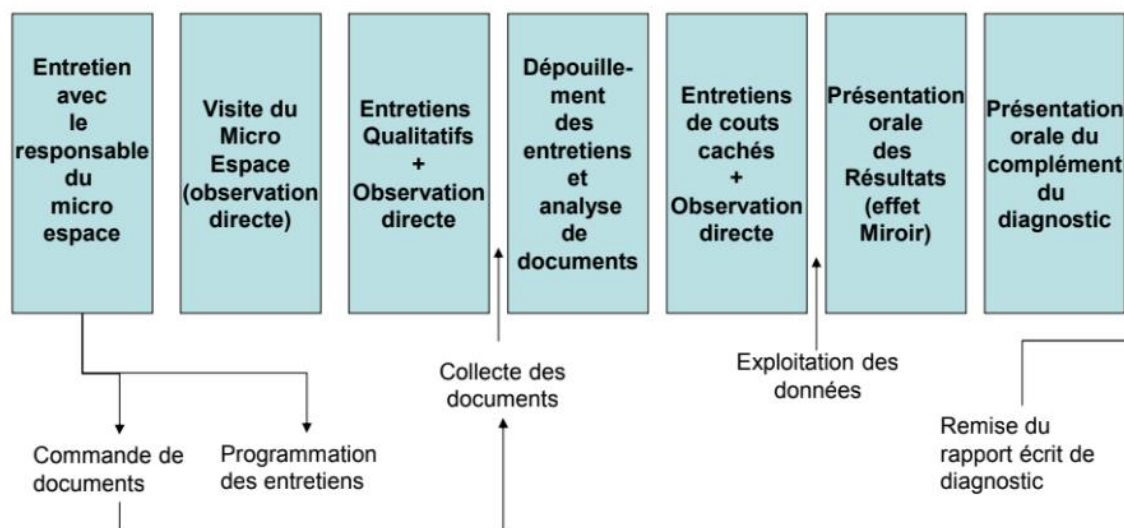 Entretien
avec
le
responsable
du
micro
espace
Visite du
Micro
Espace
(observation
directe)
Entretiens
Qualitatifs
+
Observation
directe
Dépouille-
ment
des
entretiens
et
analyse
de
documents
Entretiens
de couts
cachés
+
Observation
directe
Présentation
orale
des
Résultats
(effet
Miroir)
Présentation
orale du
complément
du
diagnostic
Commande de
documents
Programmation
des entretiens
Collecte des
documents
Exploitation des
données
Remise du
rapport écrit de
diagnostic